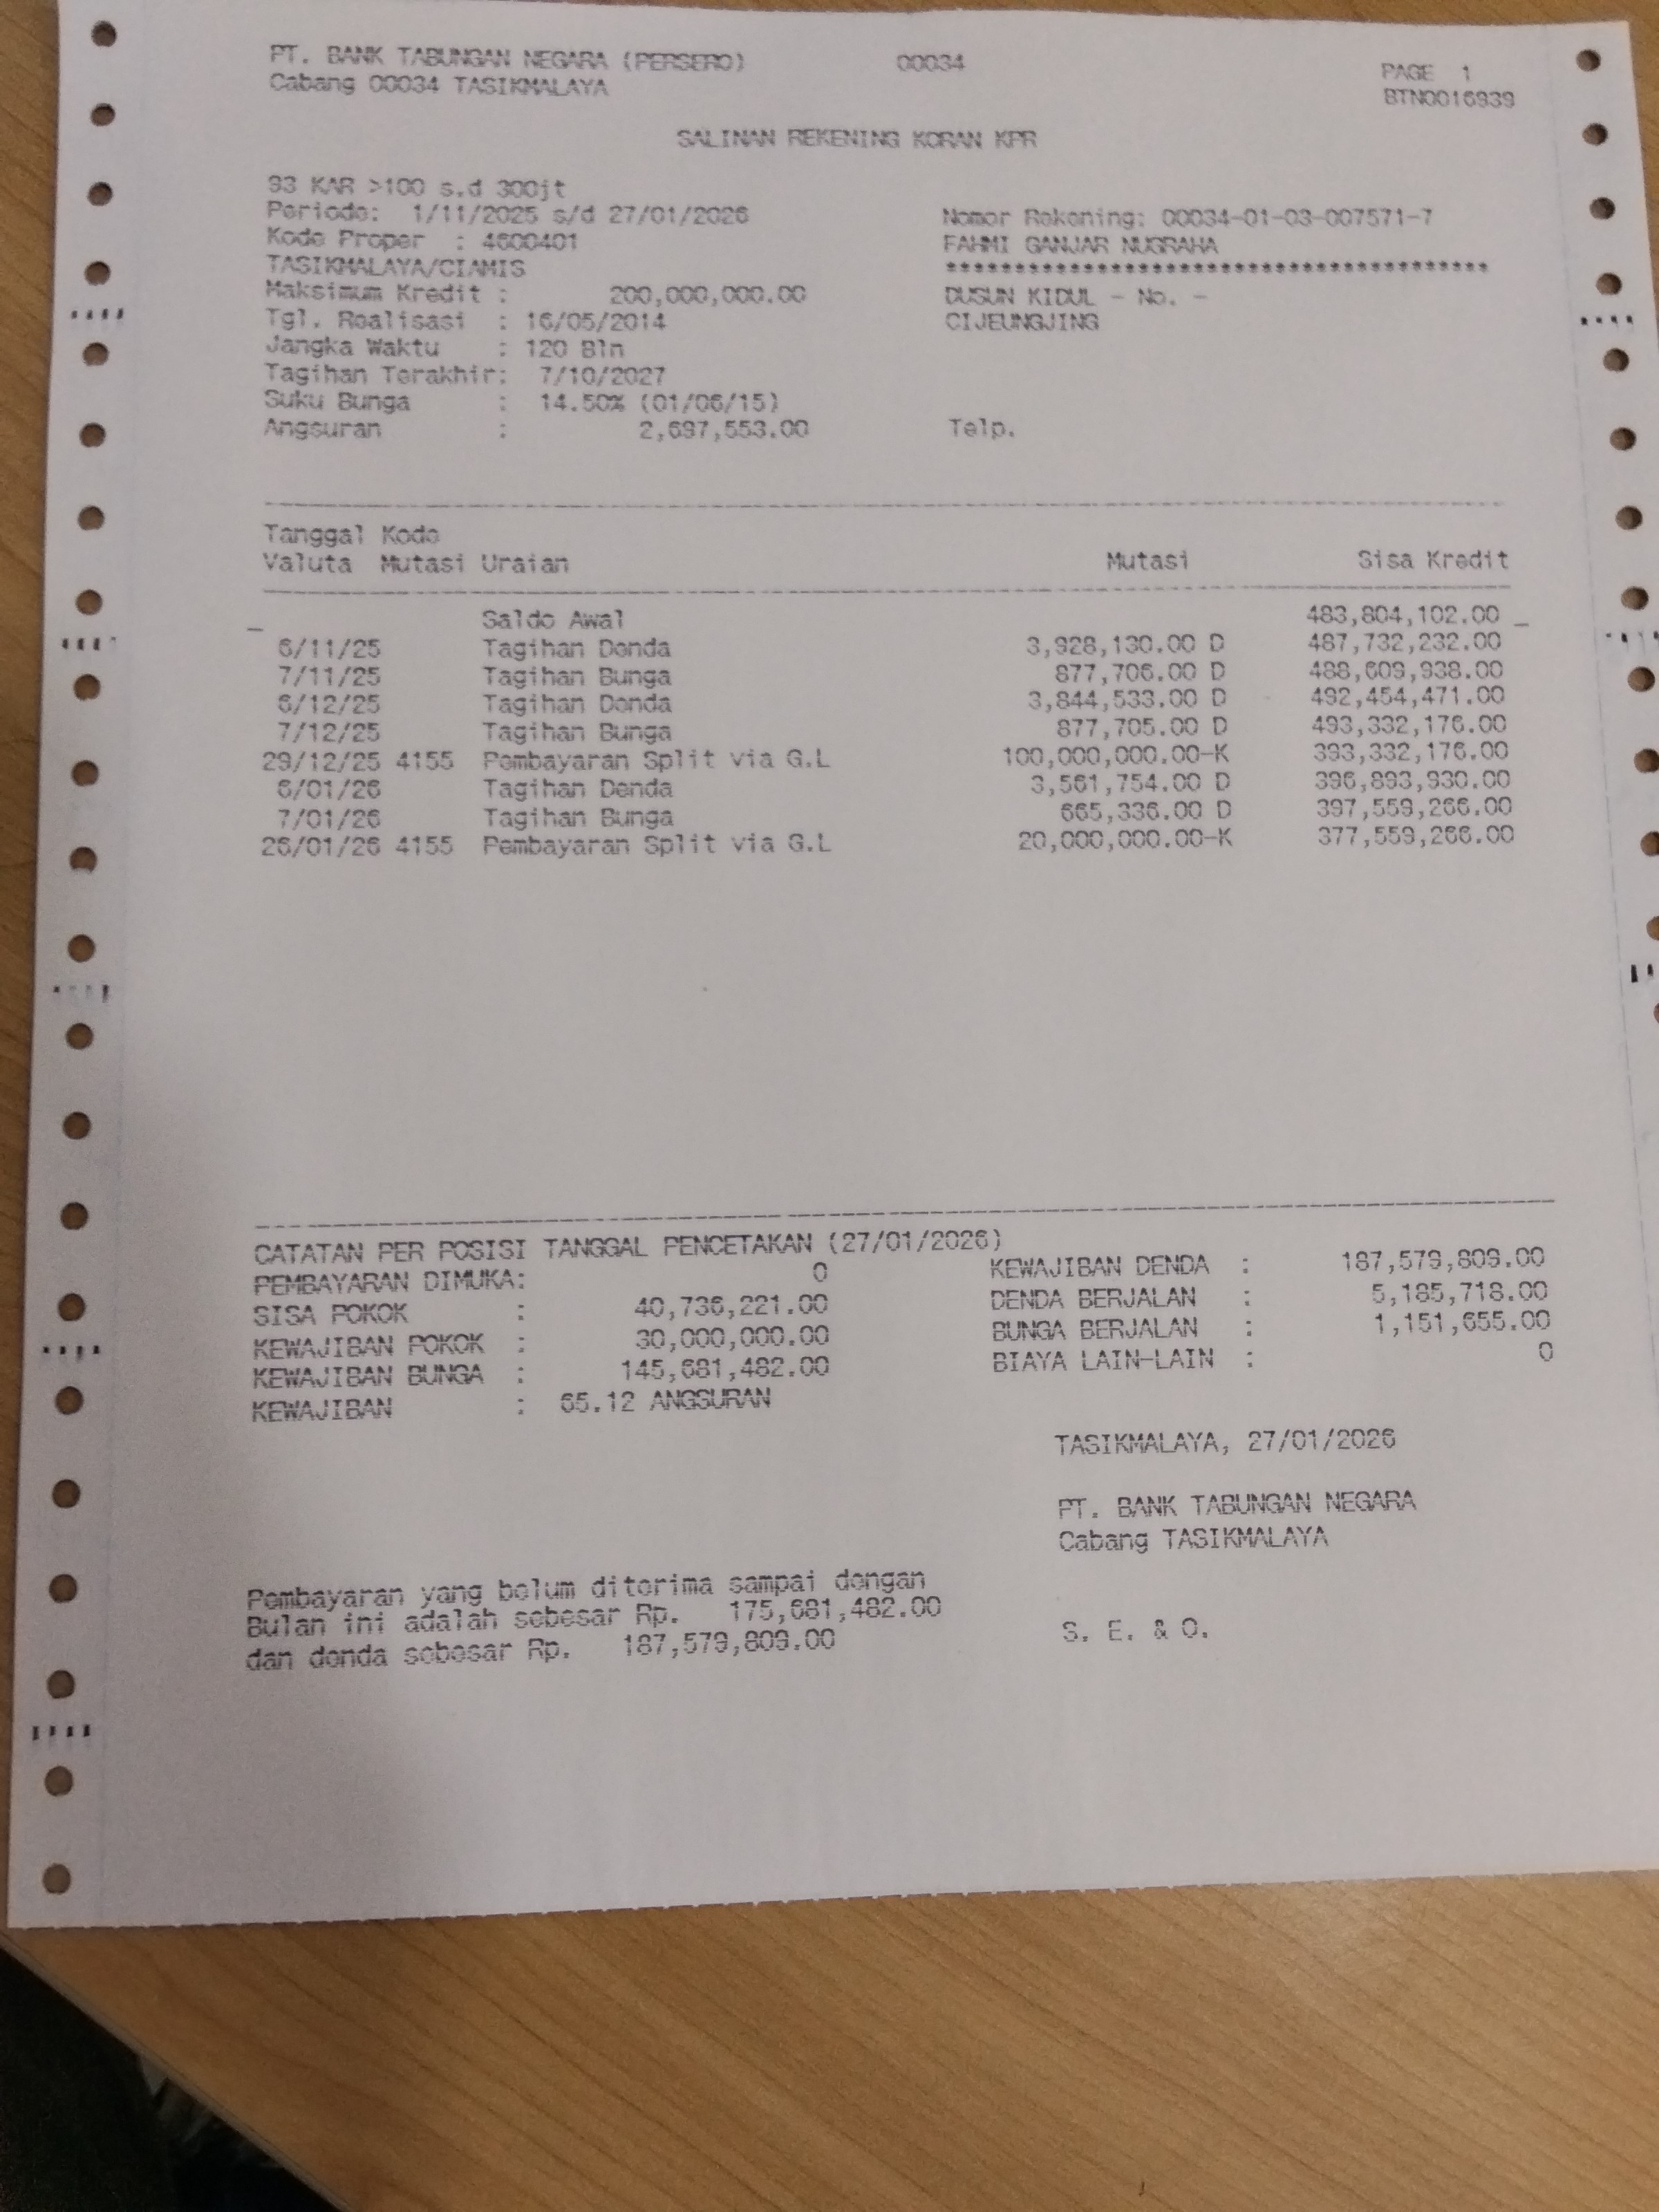 PT. BANK TABUNGAN NEGARA (PERSERO) 00034
Cabang 00034 TASIKMALAYA
PAGE 1
BTN0016939
SALINAN REKENING KORAN KPR
93 KAR >100 s.d 300jt
Periode: 1/11/2025 s/d 27/01/2026
Kode Proper : 4600401
TASIKMALAYA/CIAMIS
Maksimum Kredit : 200,000,000.00
Tgl. Realisasi : 16/05/2014
Jangka Waktu : 120 Bln
Tagihan Terakhir: 7/10/2027
Suku Bunga : 14.50% (01/06/15)
Angsuran : 2,697,553.00
Nomor Rekening: 00034-01-03-007571-7
FAHMI GANJAR NUGRAHA
****************************************
DUSUN KIDUL - No. -
CIJEUNGJING
Telp.
Tanggal Kode
Valuta Mutasi Uraian Mutasi Sisa Kredit
Saldo Awal 483,804,102.00
6/11/25 Tagihan Denda 3,928,130.00 D 487,732,232.00
7/11/25 Tagihan Bunga 877,706.00 D 488,609,938.00
6/12/25 Tagihan Denda 3,844,533.00 D 492,454,471.00
7/12/25 Tagihan Bunga 877,705.00 D 493,332,176.00
29/12/25 4155 Pembayaran Split via G.L 100,000,000.00-K 393,332,176.00
6/01/26 Tagihan Denda 3,561,754.00 D 396,893,930.00
7/01/26 Tagihan Bunga 665,336.00 D 397,559,266.00
26/01/26 4155 Pembayaran Split via G.L 20,000,000.00-K 377,559,266.00
CATATAN PER POSISI TANGGAL PENCETAKAN (27/01/2026)
PEMBAYARAN DIMUKA: 0
SISA POKOK : 40,736,221.00
KEWAJIBAN POKOK : 30,000,000.00
KEWAJIBAN BUNGA : 145,681,482.00
KEWAJIBAN : 65.12 ANGSURAN
KEWAJIBAN DENDA : 187,579,809.00
DENDA BERJALAN : 5,185,718.00
BUNGA BERJALAN : 1,151,655.00
BIAYA LAIN-LAIN : 0
TASIKMALAYA, 27/01/2026
PT. BANK TABUNGAN NEGARA
Cabang TASIKMALAYA
Pembayaran yang belum diterima sampai dengan
Bulan ini adalah sebesar Rp. 175,681,482.00
dan denda sebesar Rp. 187,579,809.00
S. E. & O.